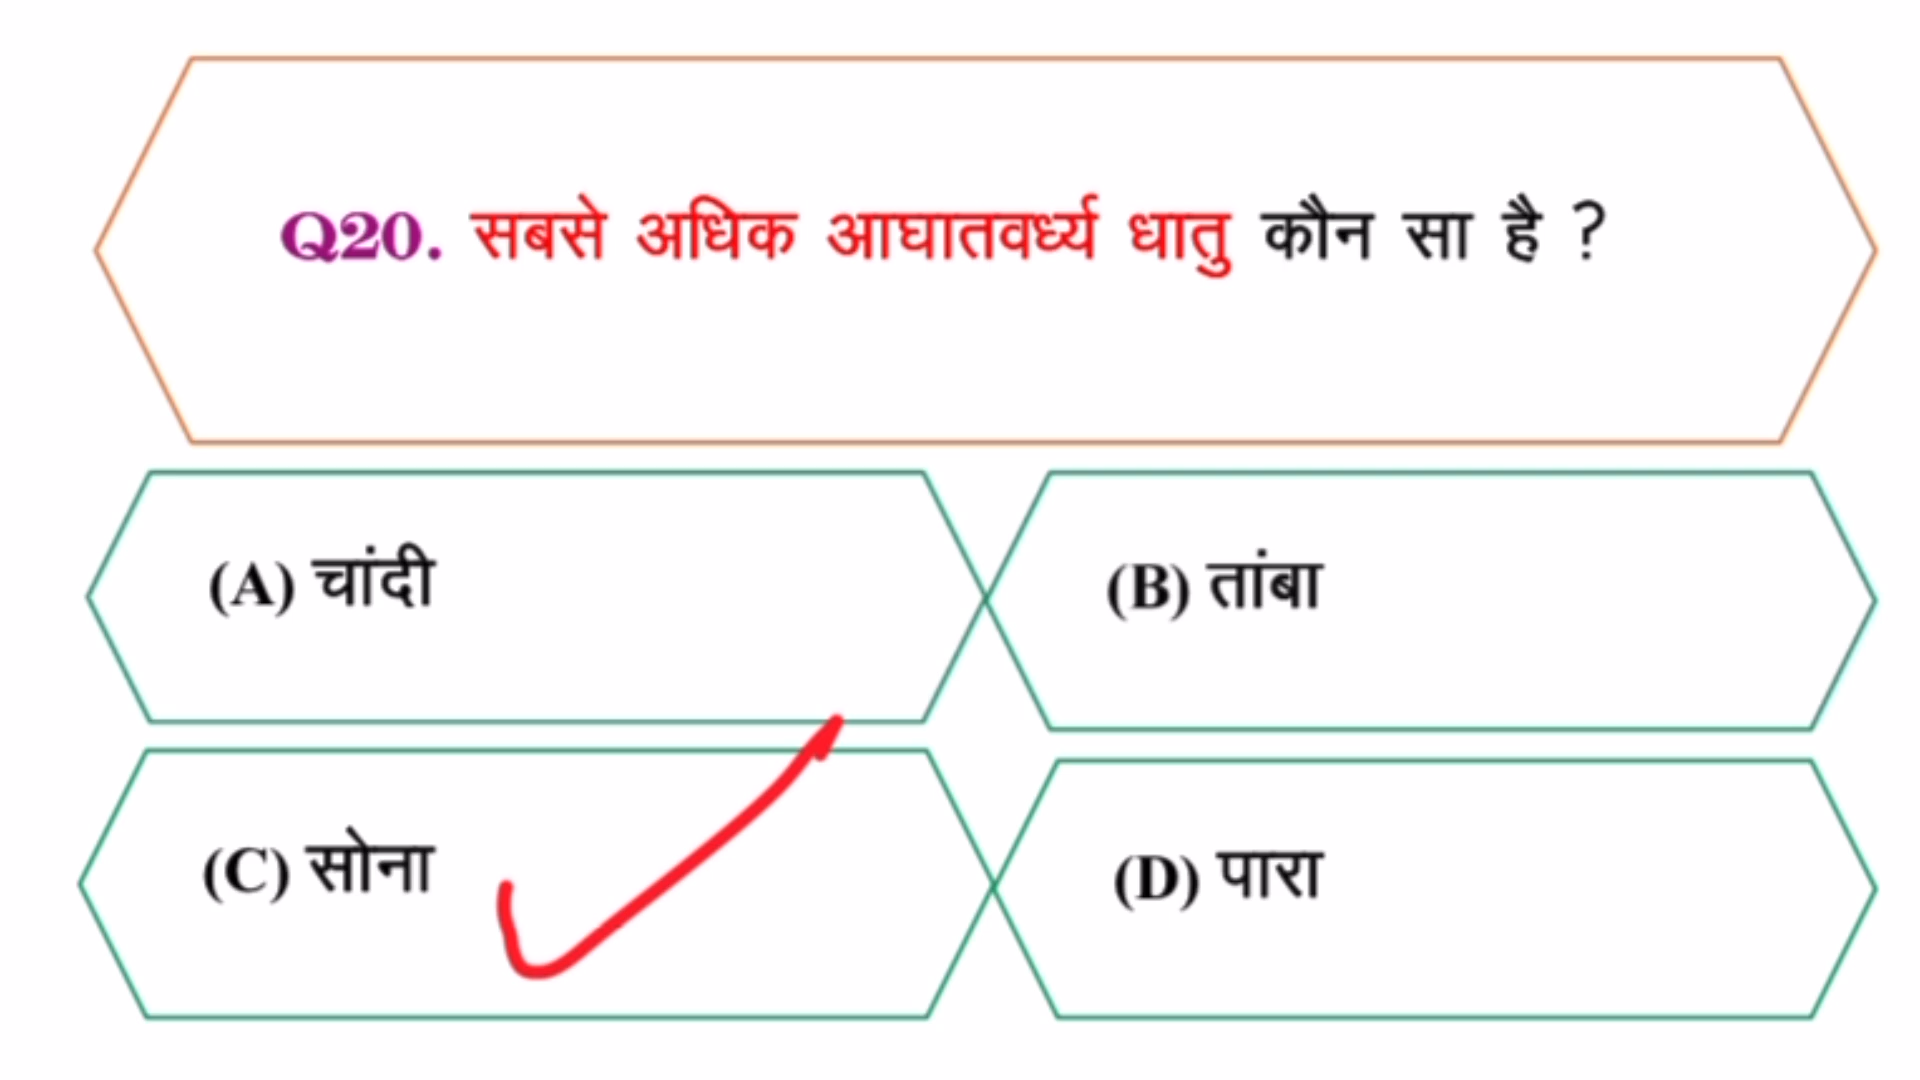 Q20. सबसे अधिक आघातवर्ध्य धातु कौन सा है ?
(A) चांदी
(B) तांबा
(C) सोना
(D) पारा